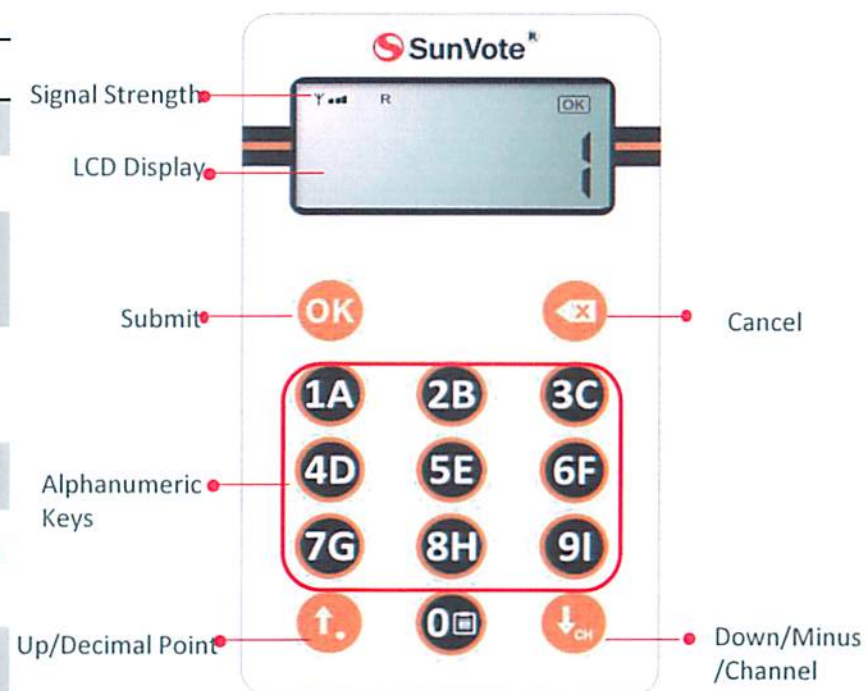 SunVote®
Signal Strength
R
OK
LCD Display
Submit
OK
Cancel
1A 2B 3C
4D 5E 6F
Alphanumeric
Keys
7G 8H 9I
Up/Decimal Point
0
CH
Down/Minus
/Channel